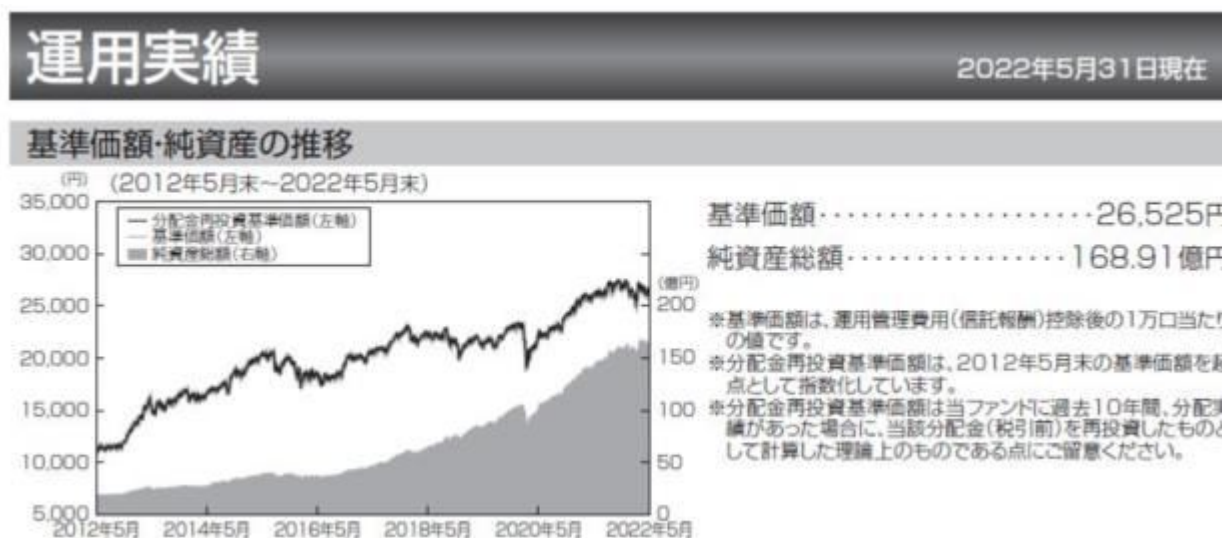 運用実績
2022年5月31日現在
基準価額・純資産の推移
(円) (2012年5月末～2022年5月末)
35,000
30,000
25,000
20,000
15,000
10,000
5,000
分配金再投資基準価額(左軸)
基準価額(左軸)
純資産総額(右軸)
(億円)
200
150
100
50
0
2012年5月 2014年5月 2016年5月 2018年5月 2020年5月 2022年5月
基準価額・・・・・・・・・・・・・・・・・・・・26,525円
純資産総額・・・・・・・・・・・・・・・・168.91億円
※基準価額は、運用管理費用(信託報酬)控除後の1万口当たり
の値です。
※分配金再投資基準価額は、2012年5月末の基準価額を起
点として指数化しています。
※分配金再投資基準価額は当ファンドに過去10年間、分配実
績があった場合に、当該分配金(税引前)を再投資したものと
して計算した理論上のものである点にご留意ください。